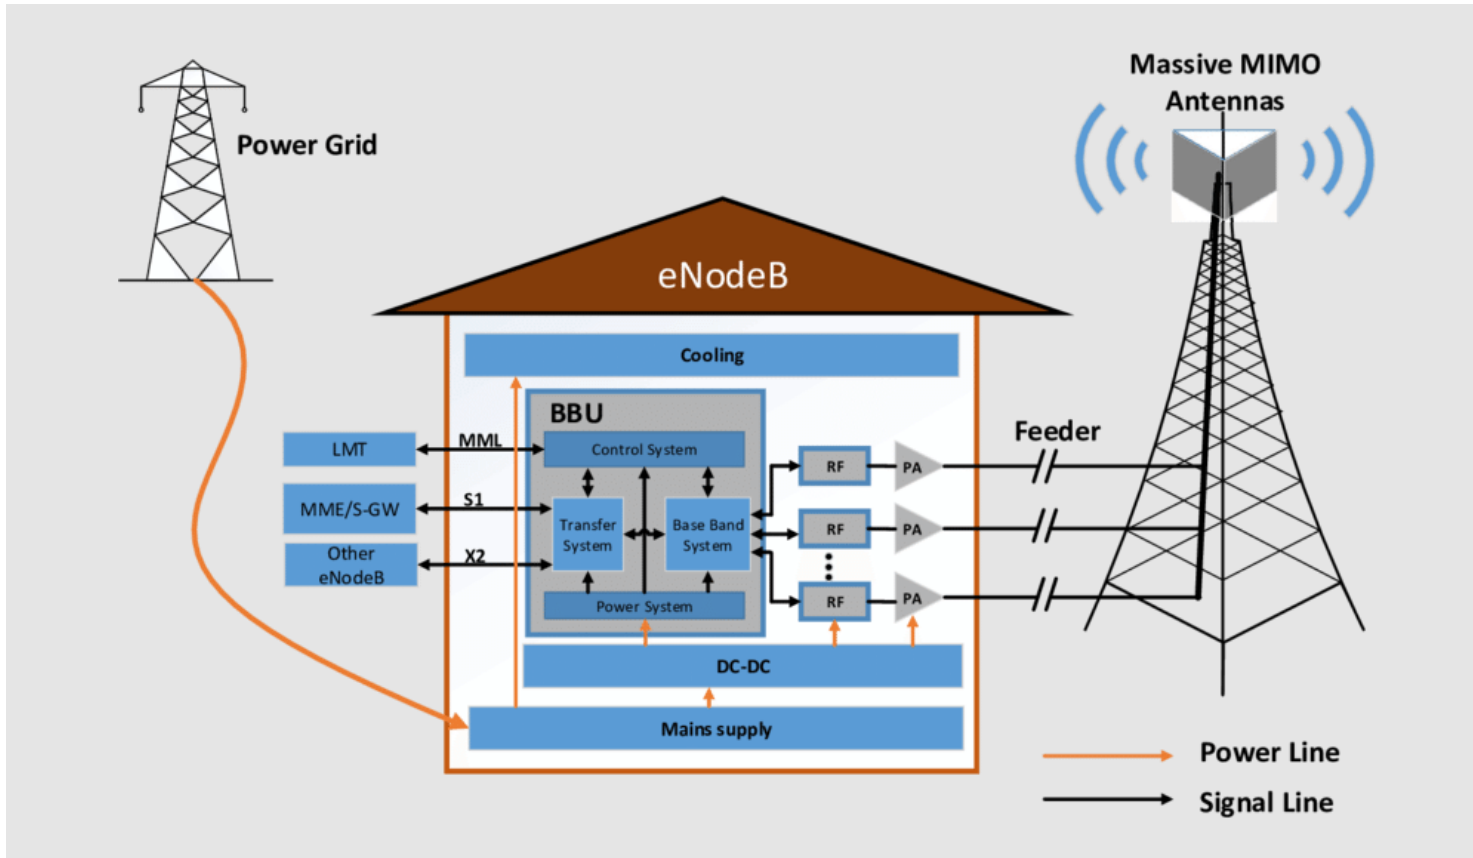 Massive MIMO
Antennas
Power Grid
eNodeB
Cooling
BBU
LMT
MML
Control System
Feeder
RF
PA
MME/S-GW
S1
Transfer
System
Base Band
System
RF
PA
Other
eNodeB
X2
Power System
RF
PA
DC-DC
Mains supply
Power Line
Signal Line